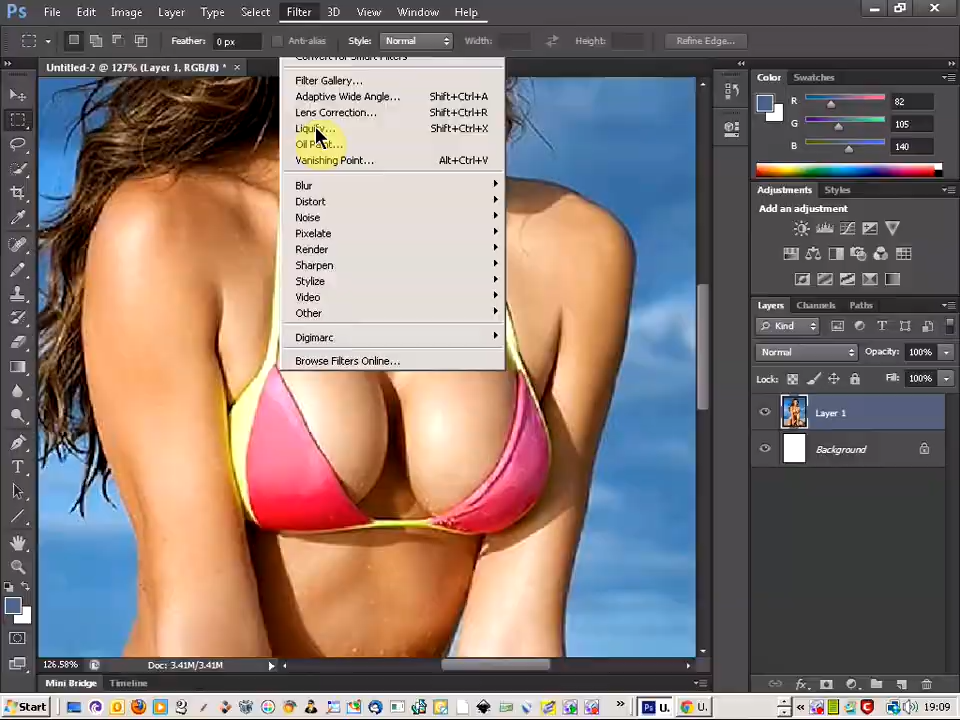 Ps File Edit Image Layer Type Select Filter 3D View Window Help
Feather: 0 px Anti-alias Style: Normal Width: Height: Refine Edge...
Untitled-2 @ 127% (Layer 1, RGB/8) * ×
Filter Gallery...
Adaptive Wide Angle... Shift+Ctrl+A
Lens Correction... Shift+Ctrl+R
Liquify... Shift+Ctrl+X
Oil Paint...
Vanishing Point... Alt+Ctrl+V
Blur
Distort
Noise
Pixelate
Render
Sharpen
Stylize
Video
Other
Digimarc
Browse Filters Online...
Color Swatches
R 82
G 105
B 140
Adjustments Styles
Add an adjustment
Layers Channels Paths
Kind
Normal Opacity: 100%
Lock: Fill: 100%
Layer 1
Background
126.58% Doc: 3.41M/3.41M
Mini Bridge Timeline
Start Ps U. U. 19:09